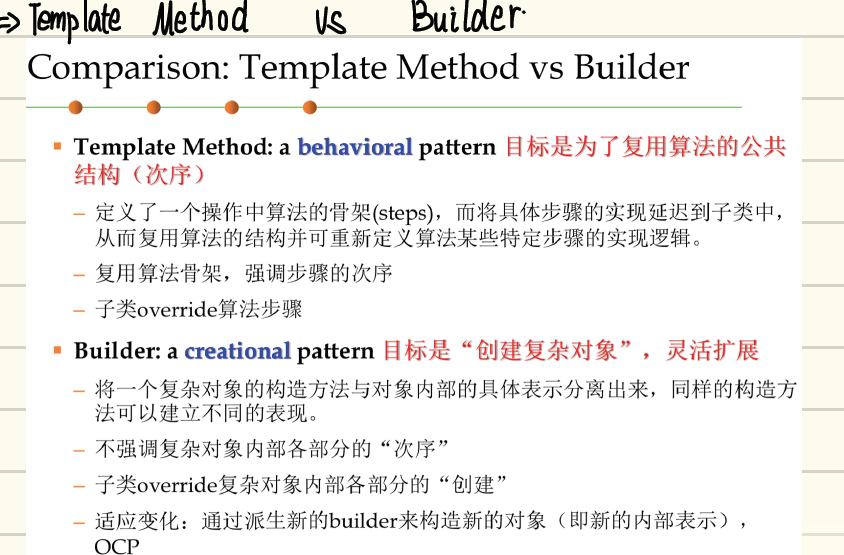 ⇒ Template Method vs Builder.
Comparison: Template Method vs Builder
▪ Template Method: a behavioral pattern 目标是为了复用算法的公共
结构（次序）
– 定义了一个操作中算法的骨架(steps)，而将具体步骤的实现延迟到子类中，
从而复用算法的结构并可重新定义算法某些特定步骤的实现逻辑。
– 复用算法骨架，强调步骤的次序
– 子类override算法步骤
▪ Builder: a creational pattern 目标是“创建复杂对象”，灵活扩展
– 将一个复杂对象的构造方法与对象内部的具体表示分离出来，同样的构造方
法可以建立不同的表现。
– 不强调复杂对象内部各部分的“次序”
– 子类override复杂对象内部各部分的“创建”
– 适应变化：通过派生新的builder来构造新的对象（即新的内部表示），
OCP